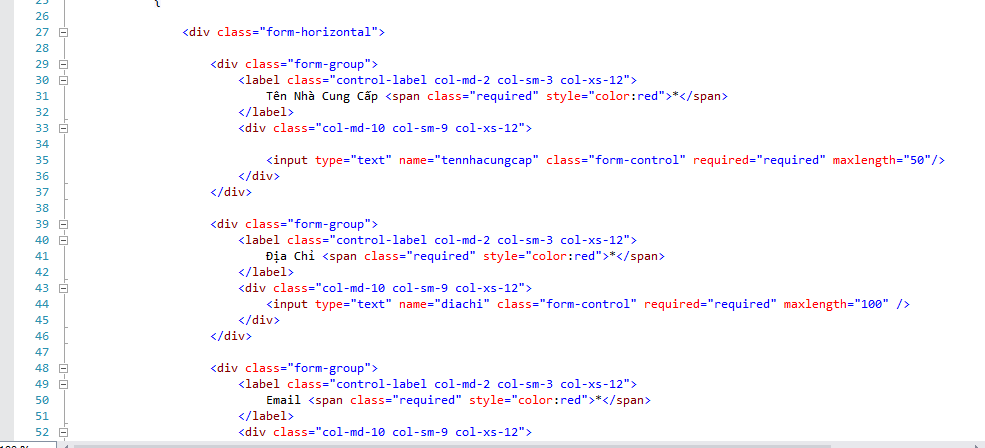 25 {
26
27 <div class="form-horizontal">
28
29 <div class="form-group">
30 <label class="control-label col-md-2 col-sm-3 col-xs-12">
31 Tên Nhà Cung Cấp <span class="required" style="color:red">*</span>
32 </label>
33 <div class="col-md-10 col-sm-9 col-xs-12">
34
35 <input type="text" name="tennhacungcap" class="form-control" required="required" maxlength="50"/>
36 </div>
37 </div>
38
39 <div class="form-group">
40 <label class="control-label col-md-2 col-sm-3 col-xs-12">
41 Địa Chỉ <span class="required" style="color:red">*</span>
42 </label>
43 <div class="col-md-10 col-sm-9 col-xs-12">
44 <input type="text" name="diachi" class="form-control" required="required" maxlength="100" />
45 </div>
46 </div>
47
48 <div class="form-group">
49 <label class="control-label col-md-2 col-sm-3 col-xs-12">
50 Email <span class="required" style="color:red">*</span>
51 </label>
52 <div class="col-md-10 col-sm-9 col-xs-12">